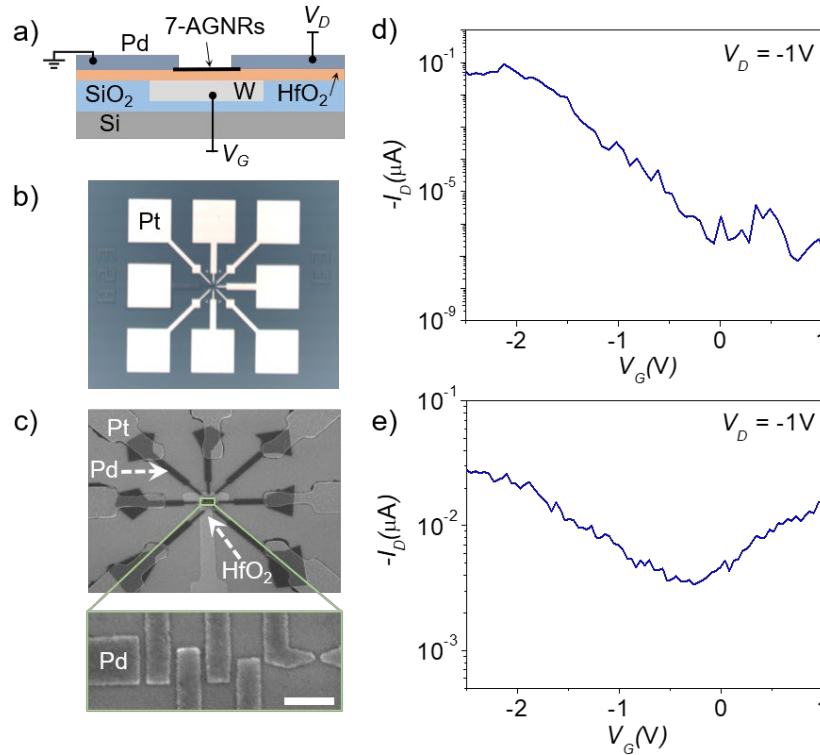 a)
Pd
7-AGNRs
V_D
SiO₂
W
HfO₂
Si
V_G
b)
Pt
c)
Pt
Pd
HfO₂
Pd
d)
V_D = -1V
-I_D(μA)
10⁻¹
10⁻⁵
10⁻⁹
-2
-1
0
1
V_G(V)
e)
V_D = -1V
-I_D(μA)
10⁻¹
10⁻²
10⁻³
-2
-1
0
1
V_G(V)